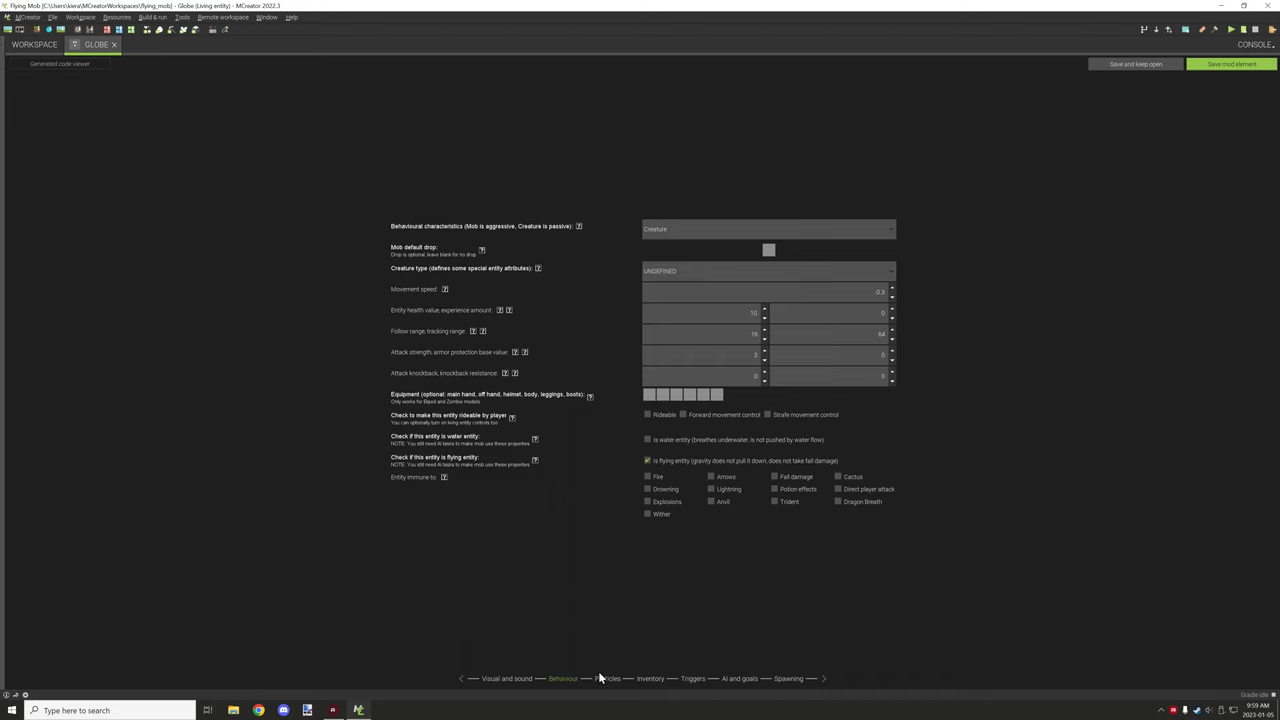 Flying Mob [C:\Users\kiera\MCreatorWorkspaces\flying_mob] - Globe (Living entity) - MCreator 2022.3
MCreator File Workspace Resources Build & run Tools Remote workspace Window Help
WORKSPACE GLOBE CONSOLE
Generated code viewer Save and keep open Save mod element
Behavioural characteristics (Mob is aggressive, Creature is passive): ? Creature
Mob default drop: ?
Drop is optional, leave blank for no drop
Creature type (defines some special entity attributes): ? UNDEFINED
Movement speed: ? 0.3
Entity health value, experience amount: ? ? 10 0
Follow range, tracking range: ? ? 16 64
Attack strength, armor protection base value: ? ? 3 0
Attack knockback, knockback resistance: ? ? 0 0
Equipment (optional: main hand, off hand, helmet, body, leggings, boots): ?
Only works for Biped and Zombie models
Check to make this entity rideable by player ? Rideable Forward movement control Strafe movement control
You can optionally turn on living entity controls too
Check if this entity is water entity: ? Is water entity (breathes underwater, is not pushed by water flow)
NOTE: You still need AI tasks to make mob use these properties.
Check if this entity is flying entity: ? Is flying entity (gravity does not pull it down, does not take fall damage)
NOTE: You still need AI tasks to make mob use these properties.
Entity immune to: ? Fire Arrows Fall damage Cactus
Drowning Lightning Potion effects Direct player attack
Explosions Anvil Trident Dragon Breath
Wither
Visual and sound Behaviour Particles Inventory Triggers AI and goals Spawning
Gradle idle
Type here to search
9:59 AM
2023-01-05